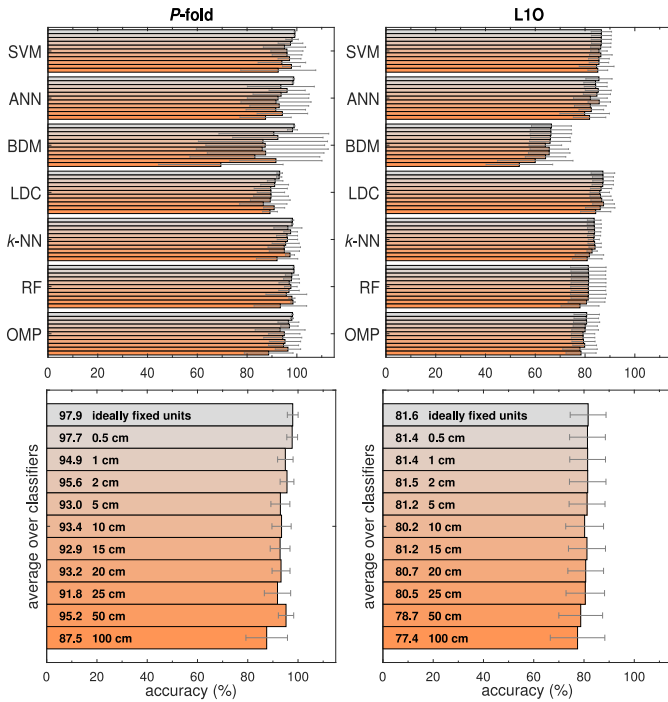 P-fold
SVM
ANN
BDM
LDC
k-NN
RF
OMP
0 20 40 60 80 100
L1O
SVM
ANN
BDM
LDC
k-NN
RF
OMP
0 20 40 60 80 100
average over classifiers
97.9 ideally fixed units
97.7 0.5 cm
94.9 1 cm
95.6 2 cm
93.0 5 cm
93.4 10 cm
92.9 15 cm
93.2 20 cm
91.8 25 cm
95.2 50 cm
87.5 100 cm
0 20 40 60 80 100
accuracy (%)
average over classifiers
81.6 ideally fixed units
81.4 0.5 cm
81.4 1 cm
81.5 2 cm
81.2 5 cm
80.2 10 cm
81.2 15 cm
80.7 20 cm
80.5 25 cm
78.7 50 cm
77.4 100 cm
0 20 40 60 80 100
accuracy (%)